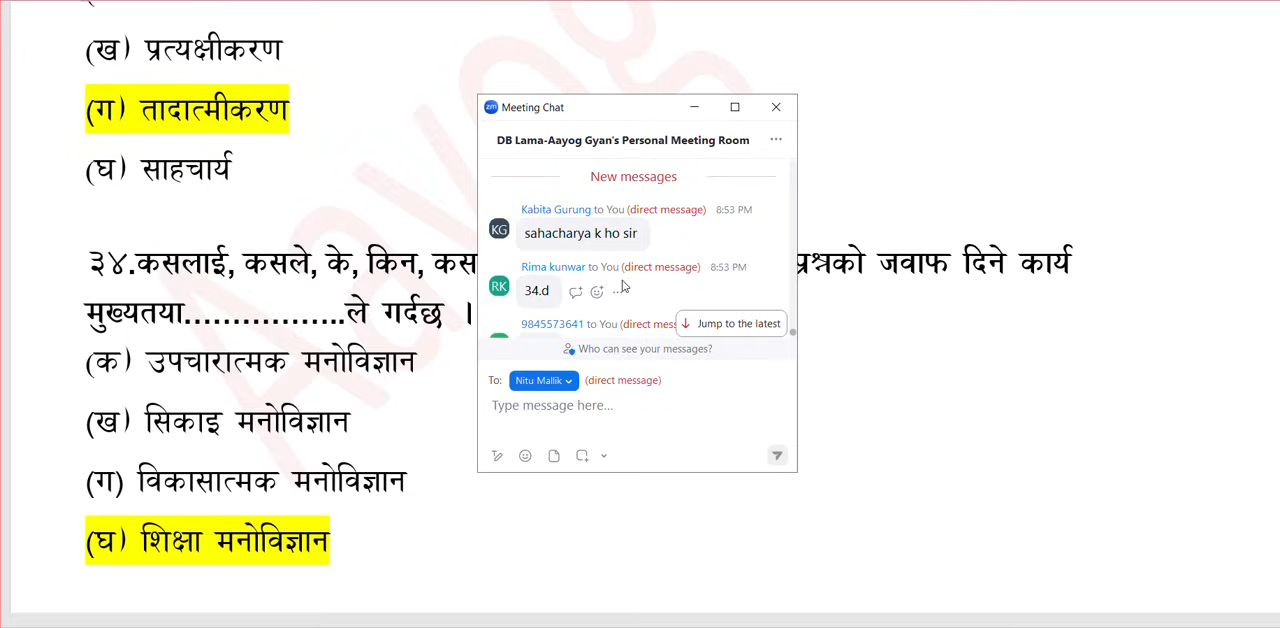 (ख) प्रत्यक्षीकरण
(ग) तादात्मीकरण
(घ) साहचार्य
३४.कसलाई, कसले, के, किन, कस
प्रश्नको जवाफ दिने कार्य
मुख्यतया..................ले गर्दछ ।
(क) उपचारात्मक मनोविज्ञान
(ख) सिकाइ मनोविज्ञान
(ग) विकासात्मक मनोविज्ञान
(घ) शिक्षा मनोविज्ञान
Aayog
zm Meeting Chat
DB Lama-Aayog Gyan's Personal Meeting Room
New messages
Kabita Gurung to You (direct message) 8:53 PM
KG sahacharya k ho sir
Rima kunwar to You (direct message) 8:53 PM
RK 34.d
9845573641 to You (direct mess
Jump to the latest
Who can see your messages?
To: Nitu Mallik (direct message)
Type message here...